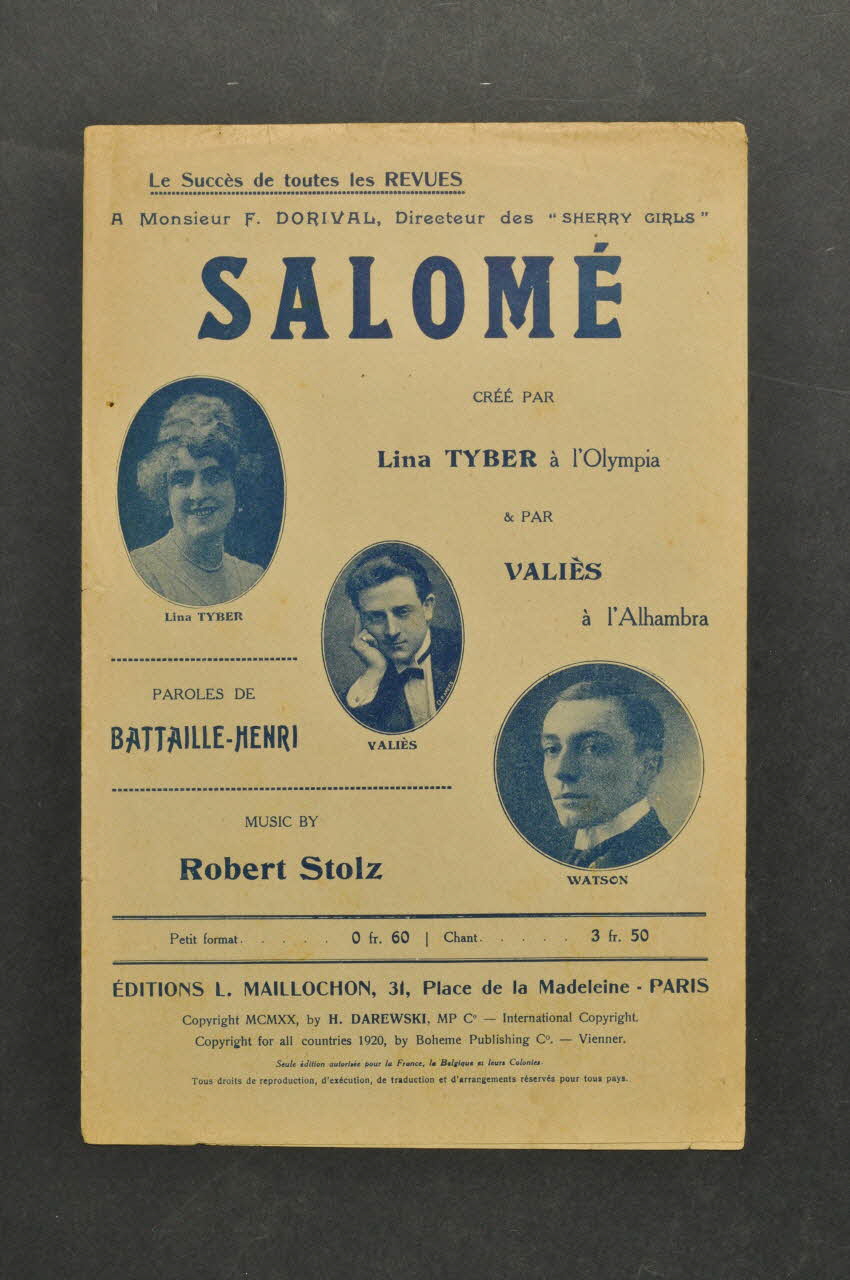 Le Succès de toutes les REVUES
A Monsieur F. DORIVAL, Directeur des "SHERRY GIRLS"
SALOMÉ
CRÉÉ PAR
Lina TYBER à l'Olympia
& PAR
VALIÈS
à l'Alhambra
Lina TYBER
PAROLES DE
BATTAILLE-HENRI
VALIÈS
MUSIC BY
Robert Stolz
WATSON
Petit format. . . . . 0 fr. 60 | Chant. . . . . . 3 fr. 50
ÉDITIONS L. MAILLOCHON, 31, Place de la Madeleine - PARIS
Copyright MCMXX, by H. DAREWSKI, MP Cº — International Copyright.
Copyright for all countries 1920, by Boheme Publishing Cº. — Vienner.
Seule édition autorisée pour la France, la Belgique et leurs Colonies.
Tous droits de reproduction, d'exécution, de traduction et d'arrangements réservés pour tous pays.